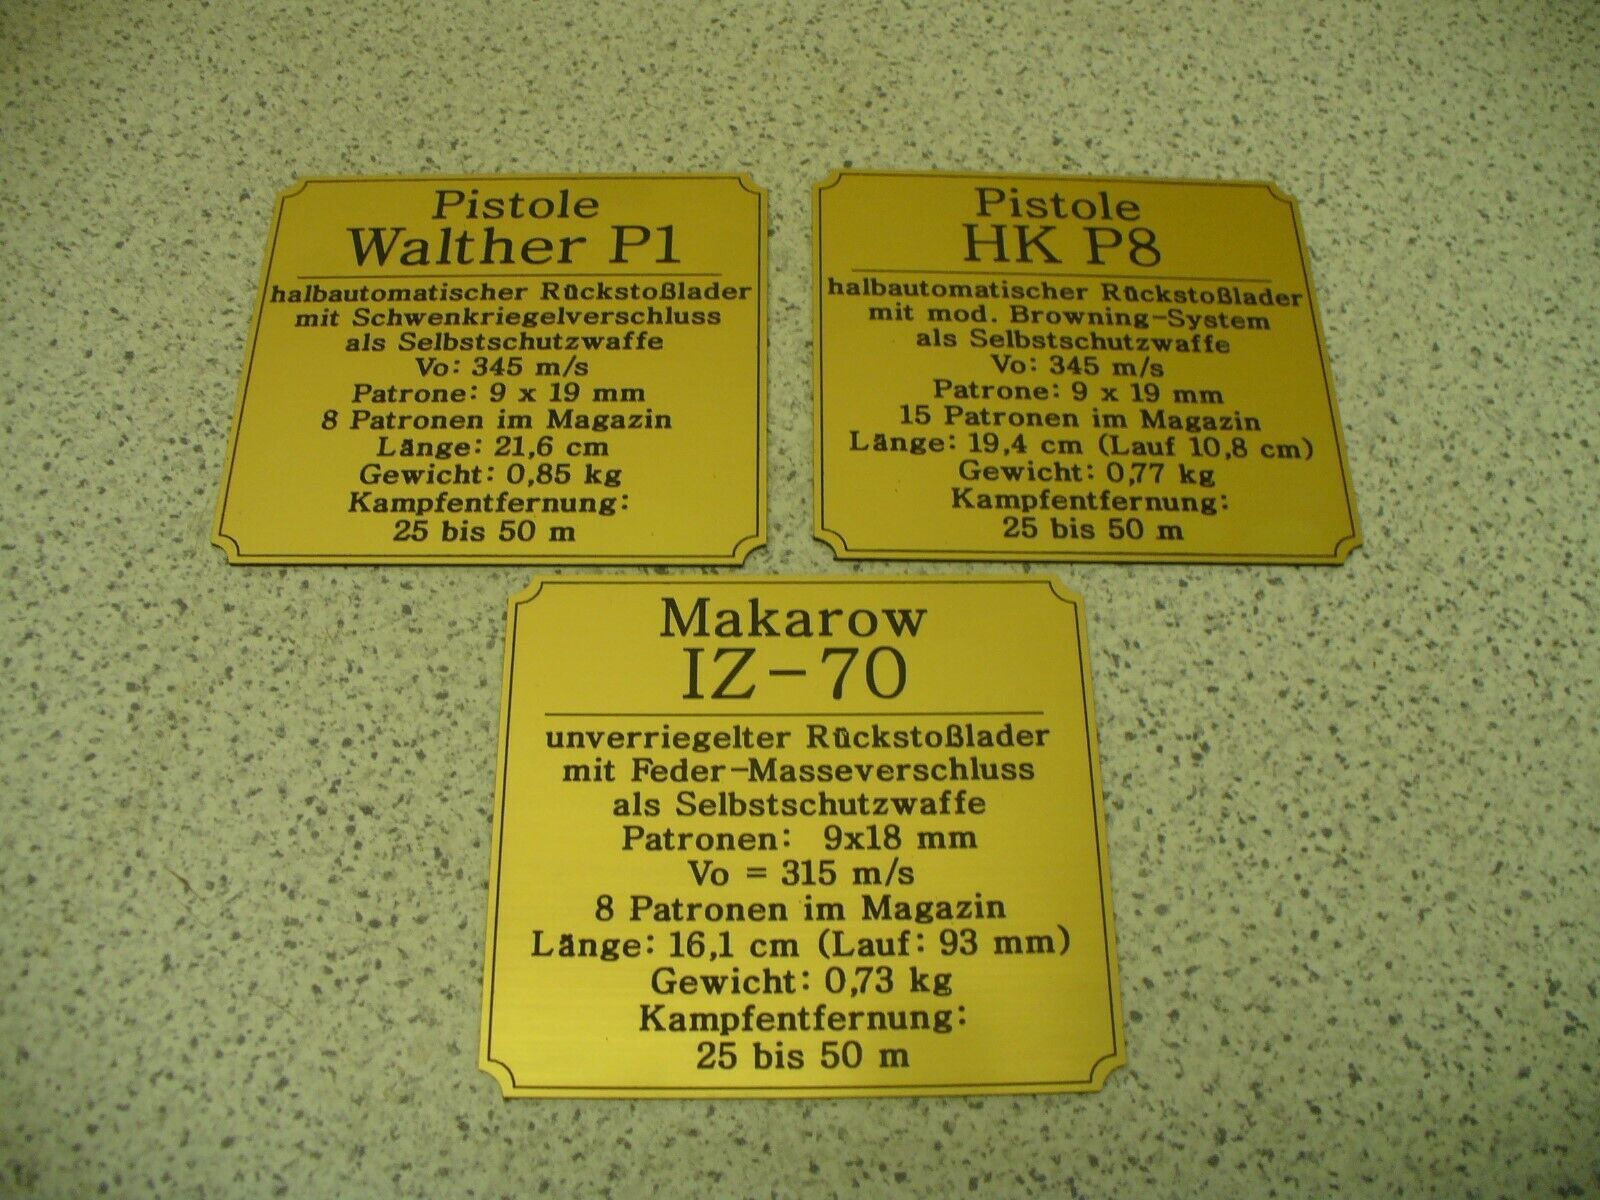 Pistole
Walther P1
halbautomatischer Rückstoßlader
mit Schwenkriegelverschluss
als Selbstschutzwaffe
Vo: 345 m/s
Patrone: 9 x 19 mm
8 Patronen im Magazin
Länge: 21,6 cm
Gewicht: 0,85 kg
Kampfentfernung:
25 bis 50 m
Pistole
HK P8
halbautomatischer Rückstoßlader
mit mod. Browning-System
als Selbstschutzwaffe
Vo: 345 m/s
Patrone: 9 x 19 mm
15 Patronen im Magazin
Länge: 19,4 cm (Lauf 10,8 cm)
Gewicht: 0,77 kg
Kampfentfernung:
25 bis 50 m
Makarow
IZ-70
unverriegelter Rückstoßlader
mit Feder-Masseverschluss
als Selbstschutzwaffe
Patronen: 9x18 mm
Vo = 315 m/s
8 Patronen im Magazin
Länge: 16,1 cm (Lauf: 93 mm)
Gewicht: 0,73 kg
Kampfentfernung:
25 bis 50 m